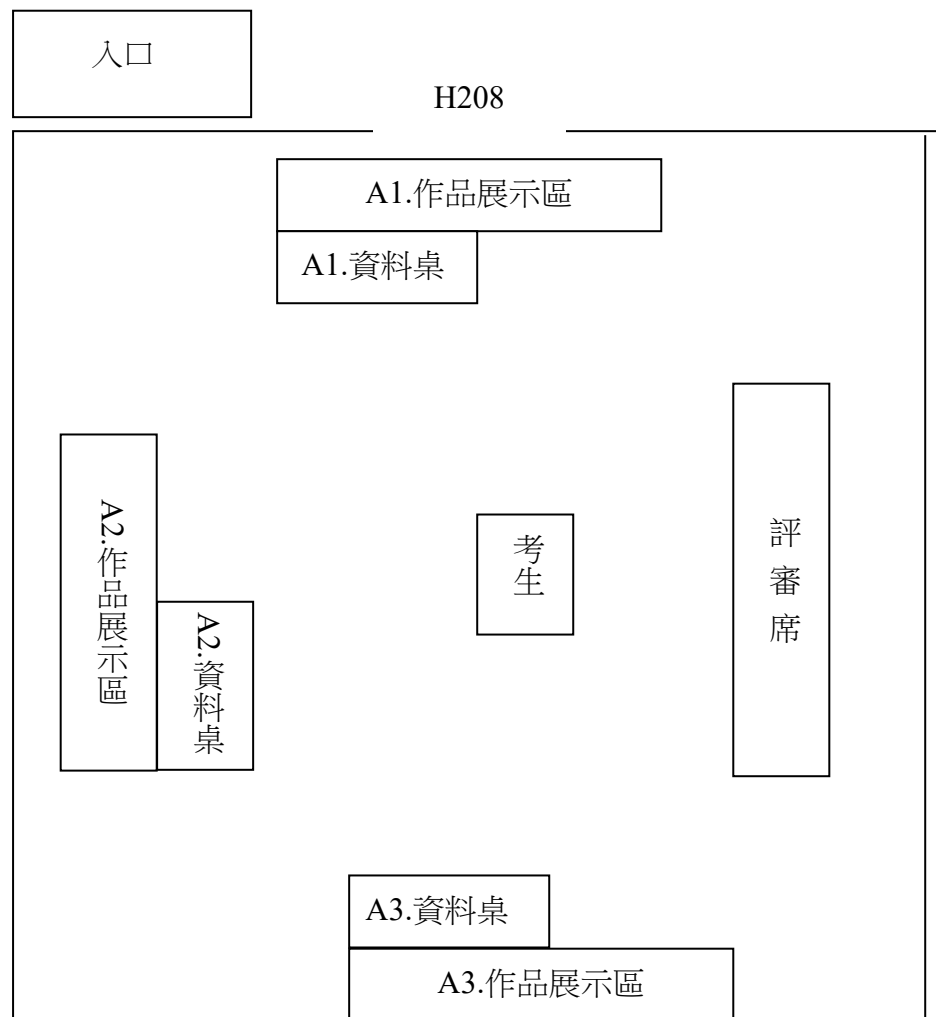 入口
H208
A1.作品展示區
A1.資料桌
A2.作品展示區
A2.資料桌
考生
評審席
A3.資料桌
A3.作品展示區